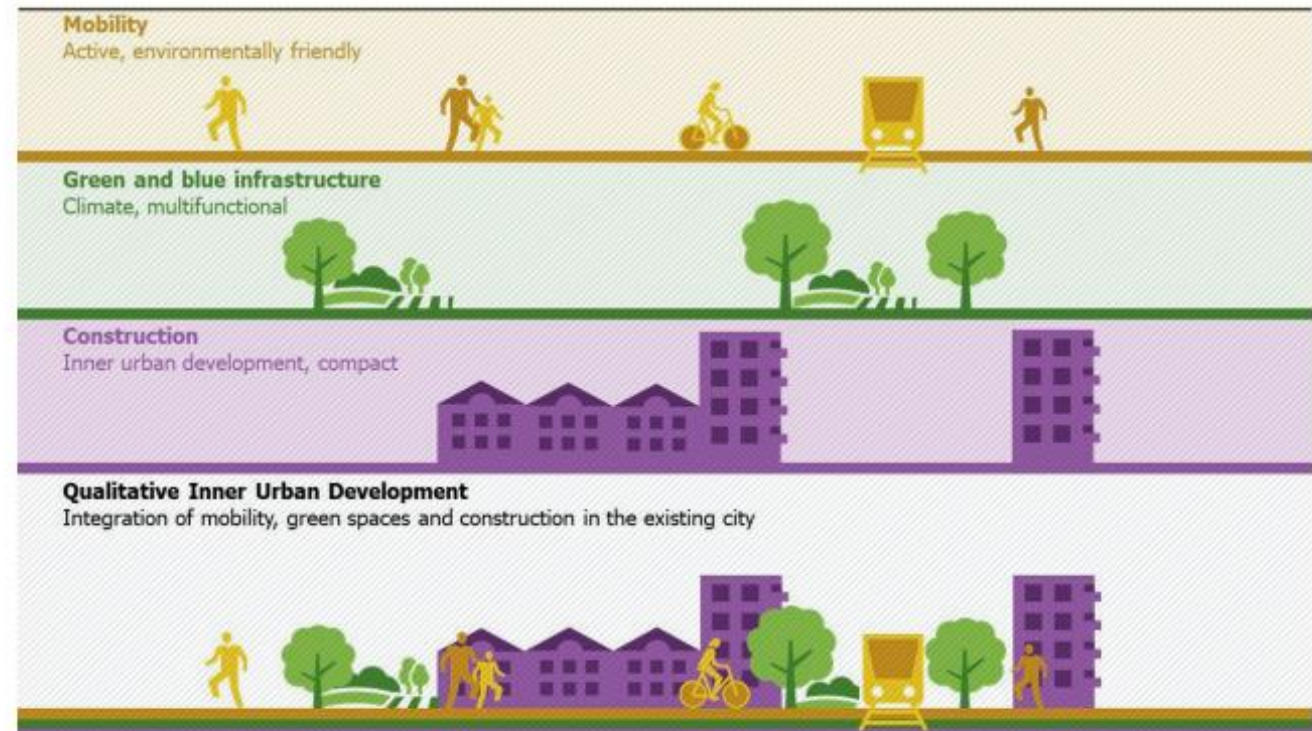 Mobility
Active, environmentally friendly
Green and blue infrastructure
Climate, multifunctional
Construction
Inner urban development, compact
Qualitative Inner Urban Development
Integration of mobility, green spaces and construction in the existing city